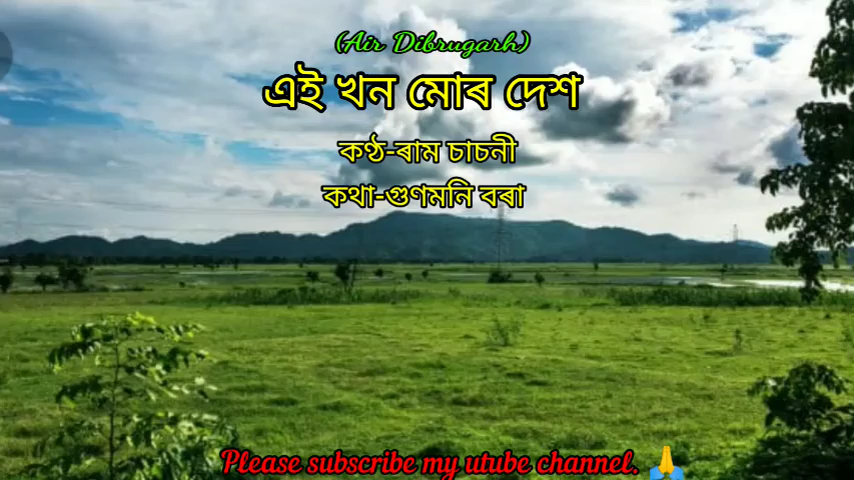 (Air Dibrugarh)
এই খন মোৰ দেশ
কণ্ঠ-ৰাম চাচনী
কথা-গুণমনি বৰা
Please subscribe my utube channel. 🙏